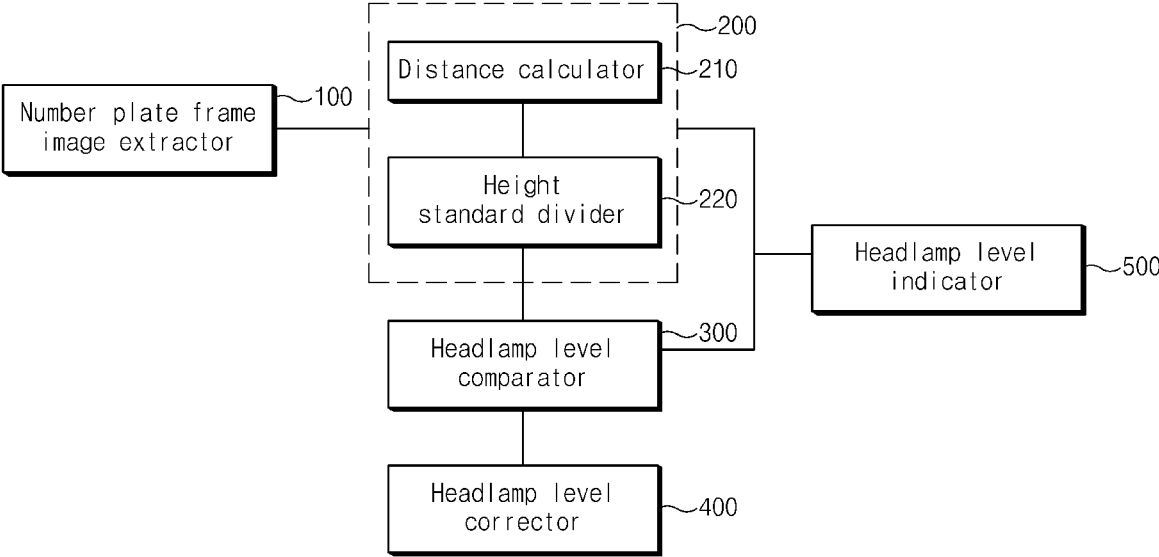 200
Distance calculator
210
100
Number plate frame
image extractor
Height
standard divider
220
Headlamp level
indicator
500
300
Headlamp level
comparator
Headlamp level
corrector
400